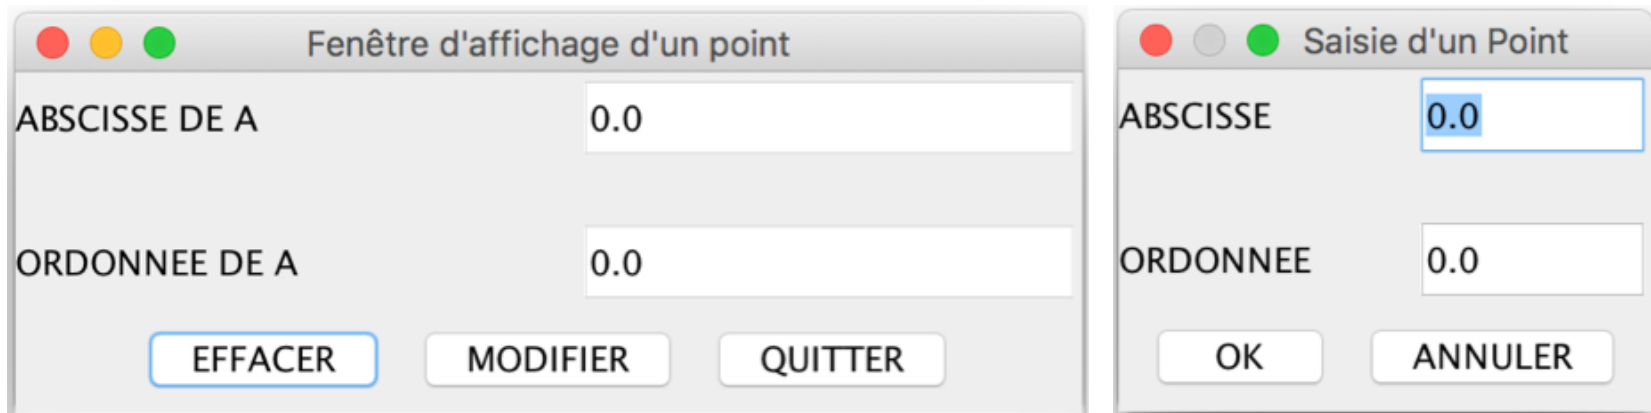 Fenêtre d'affichage d'un point
ABSCISSE DE A 0.0
ORDONNEE DE A 0.0
EFFACER MODIFIER QUITTER
Saisie d'un Point
ABSCISSE 0.0
ORDONNEE 0.0
OK ANNULER